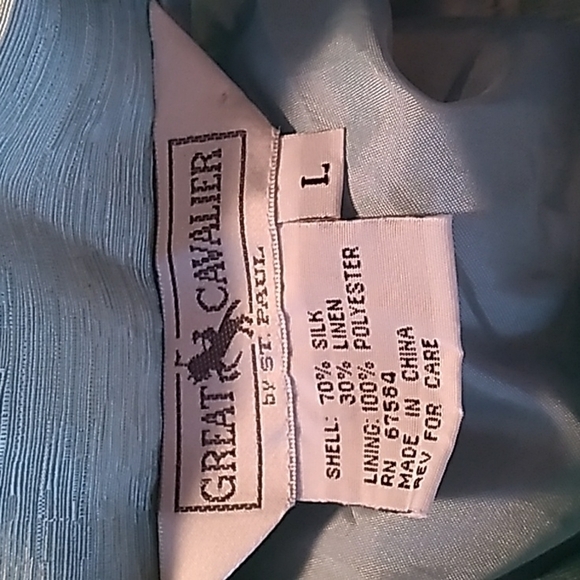 GREAT CAVALIER
by ST. PAUL
L
SHELL: 70% SILK
30% LINEN
LINING: 100% POLYESTER
RN 67584
MADE IN CHINA
REV FOR CARE